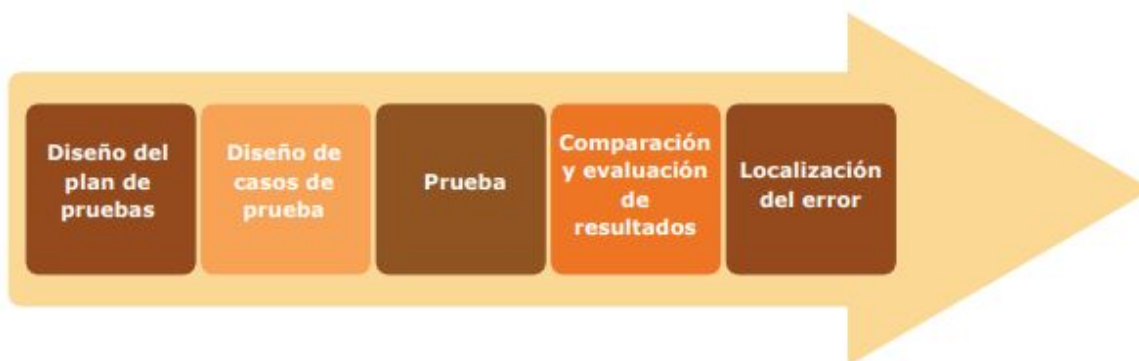 Diseño del
plan de
pruebas
Diseño de
casos de
prueba
Prueba
Comparación
y evaluación
de
resultados
Localización
del error